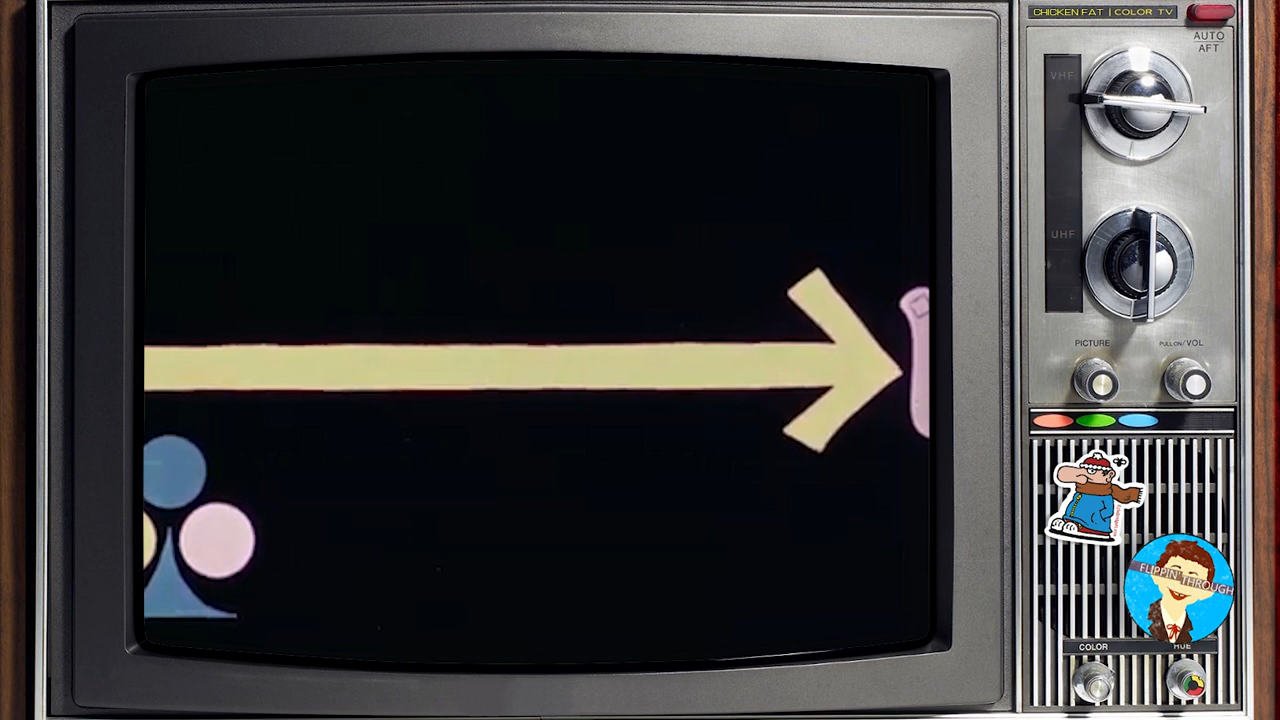 CHICKEN FAT | COLOR TV
AUTO
AFT
VHF
UHF
PICTURE
PULL ON/VOL
FLIPPIN' THROUGH
COLOR
HUE